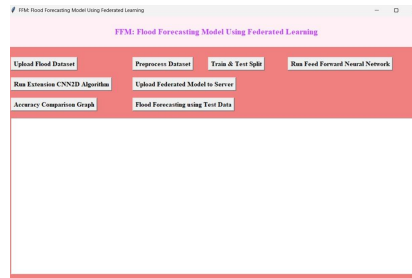 FFM: Flood Forecasting Model Using Federated Learning
FFM: Flood Forecasting Model Using Federated Learning
Upload Flood Dataset
Preprocess Dataset
Train & Test Split
Run Feed Forward Neural Network
Run Extension CNN2D Algorithm
Upload Federated Model to Server
Accuracy Comparison Graph
Flood Forecasting using Test Data